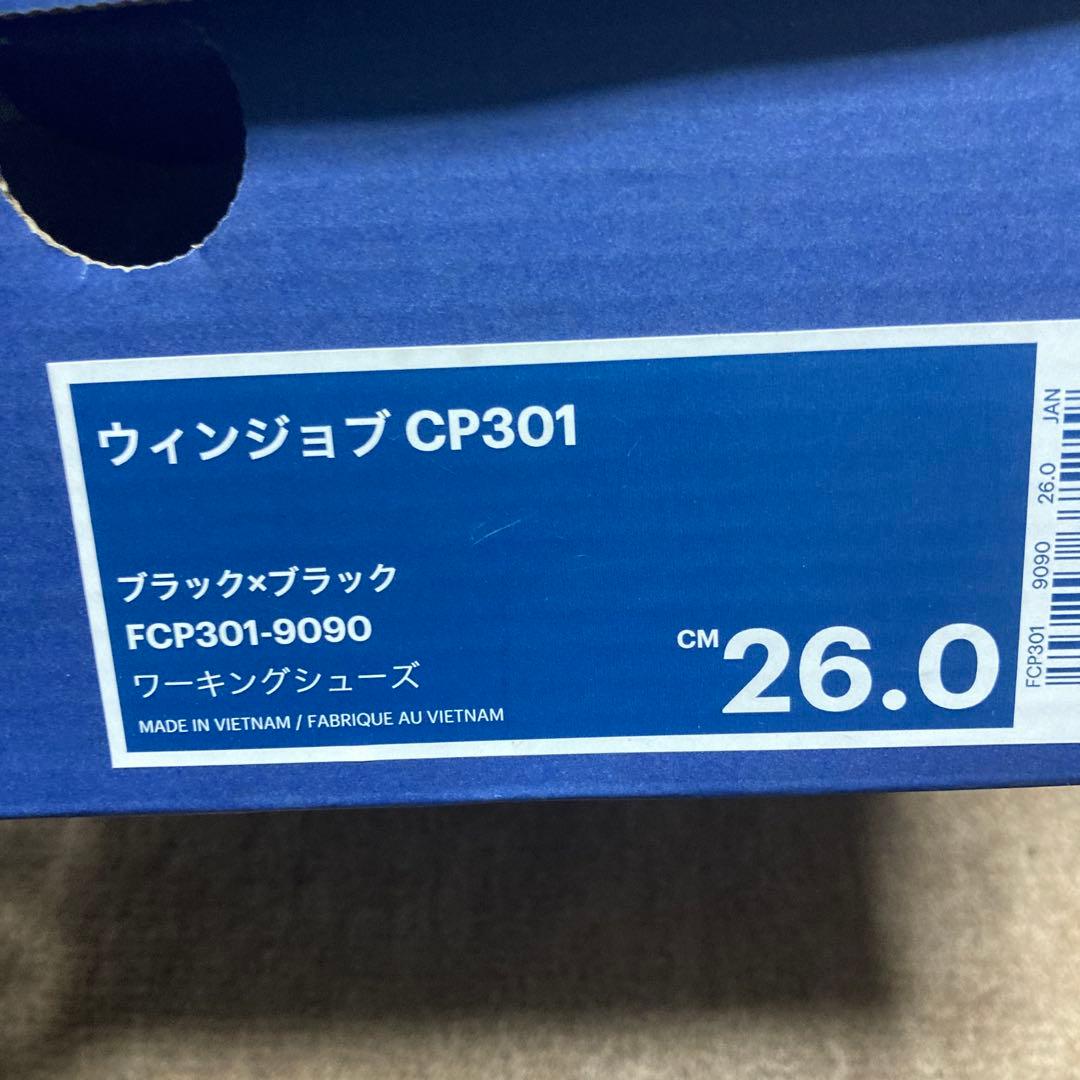 ウィンジョブ CP301
ブラック×ブラック
FCP301-9090
ワーキングシューズ
MADE IN VIETNAM / FABRIQUE AU VIETNAM
CM 26.0
FCP301 9090 26.0 JAN